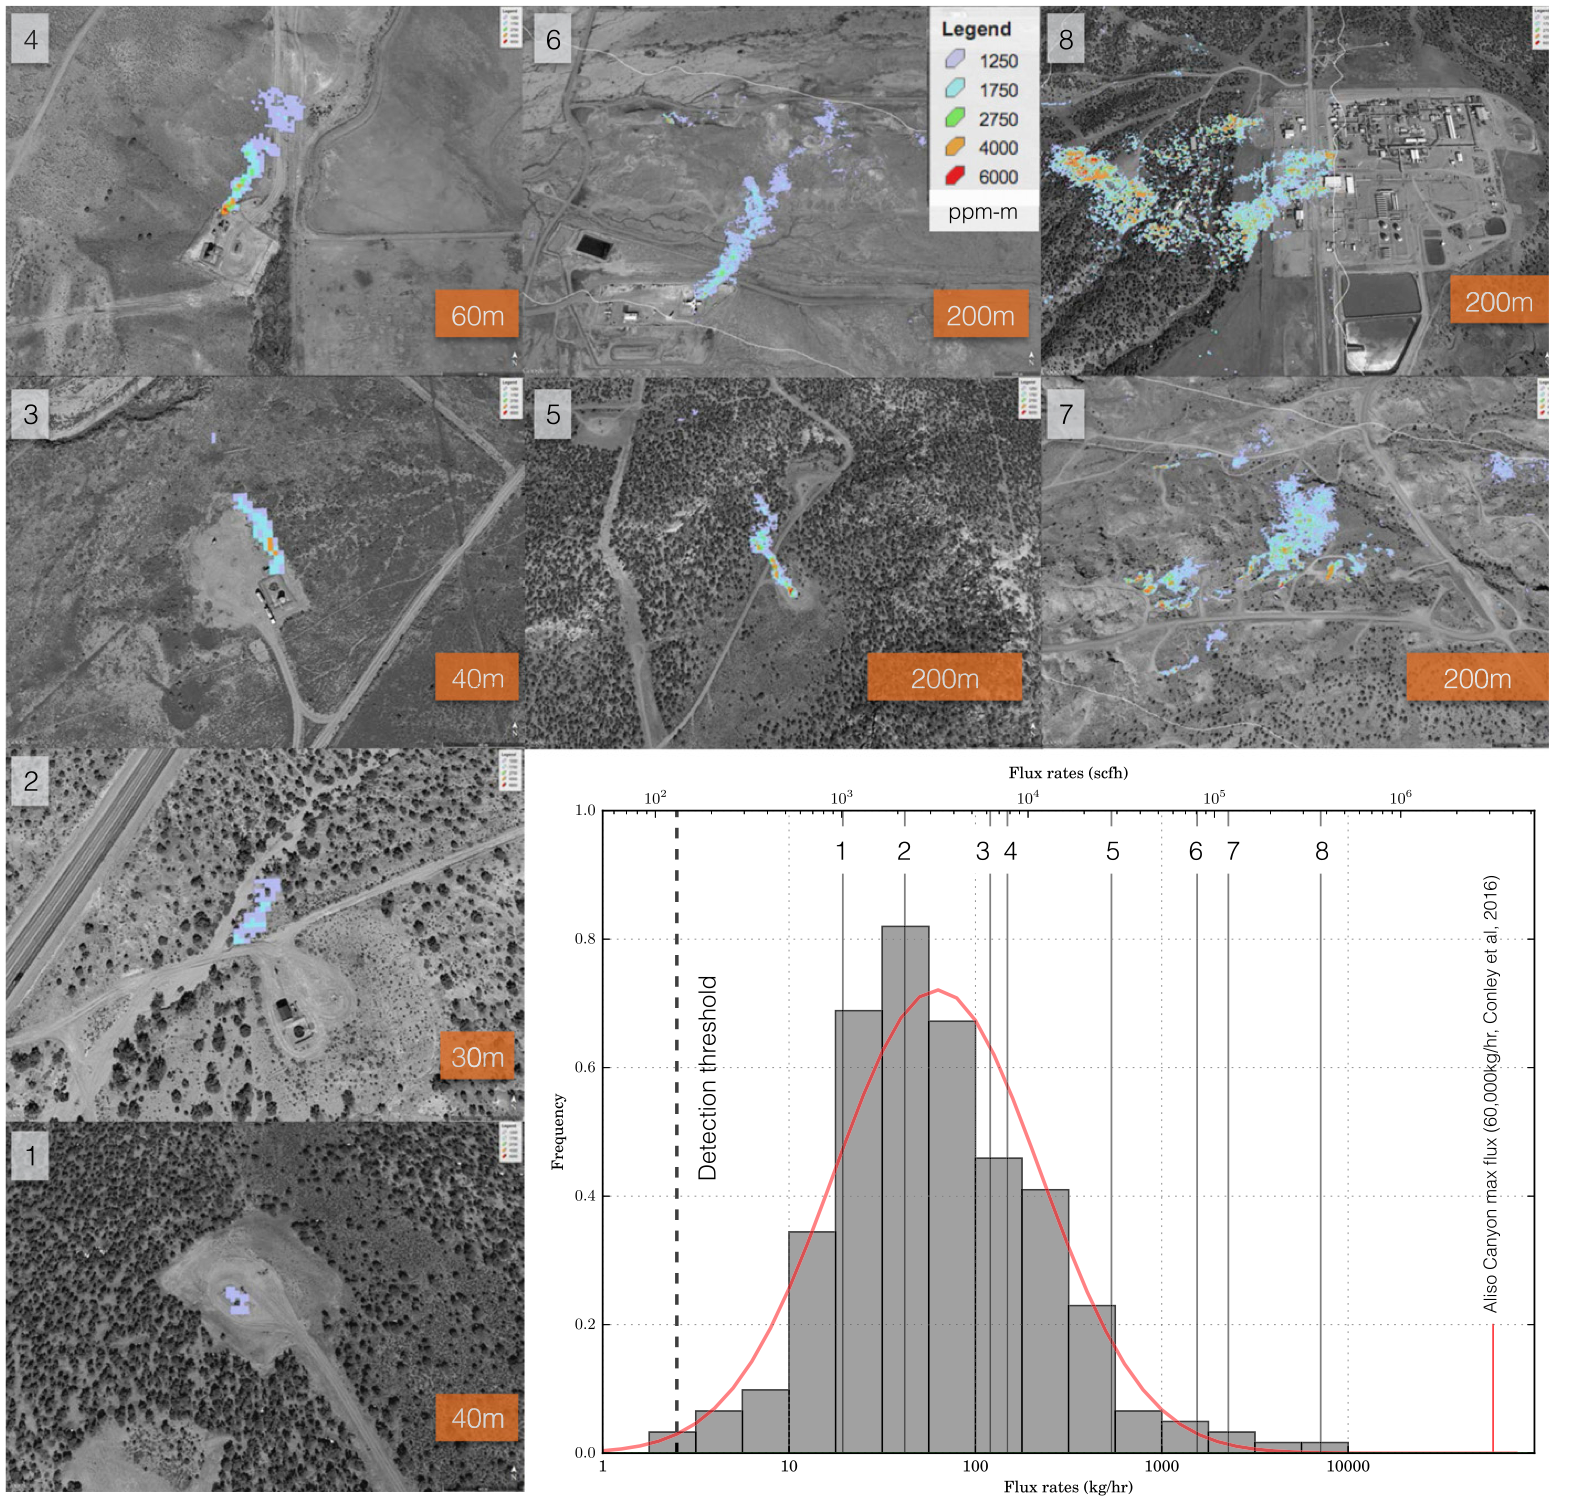 4
60m
6
200m
Legend
1250
1750
2750
4000
6000
ppm-m
8
200m
3
40m
5
200m
7
200m
2
30m
1
40m
Flux rates (scfh)
10² 10³ 10⁴ 10⁵ 10⁶
1 2 3 4 5 6 7 8
1.0
0.8
0.6
0.4
0.2
0.0
Frequency
Detection threshold
Aliso Canyon max flux (60,000kg/hr, Conley et al, 2016)
1 10 100 1000 10000
Flux rates (kg/hr)